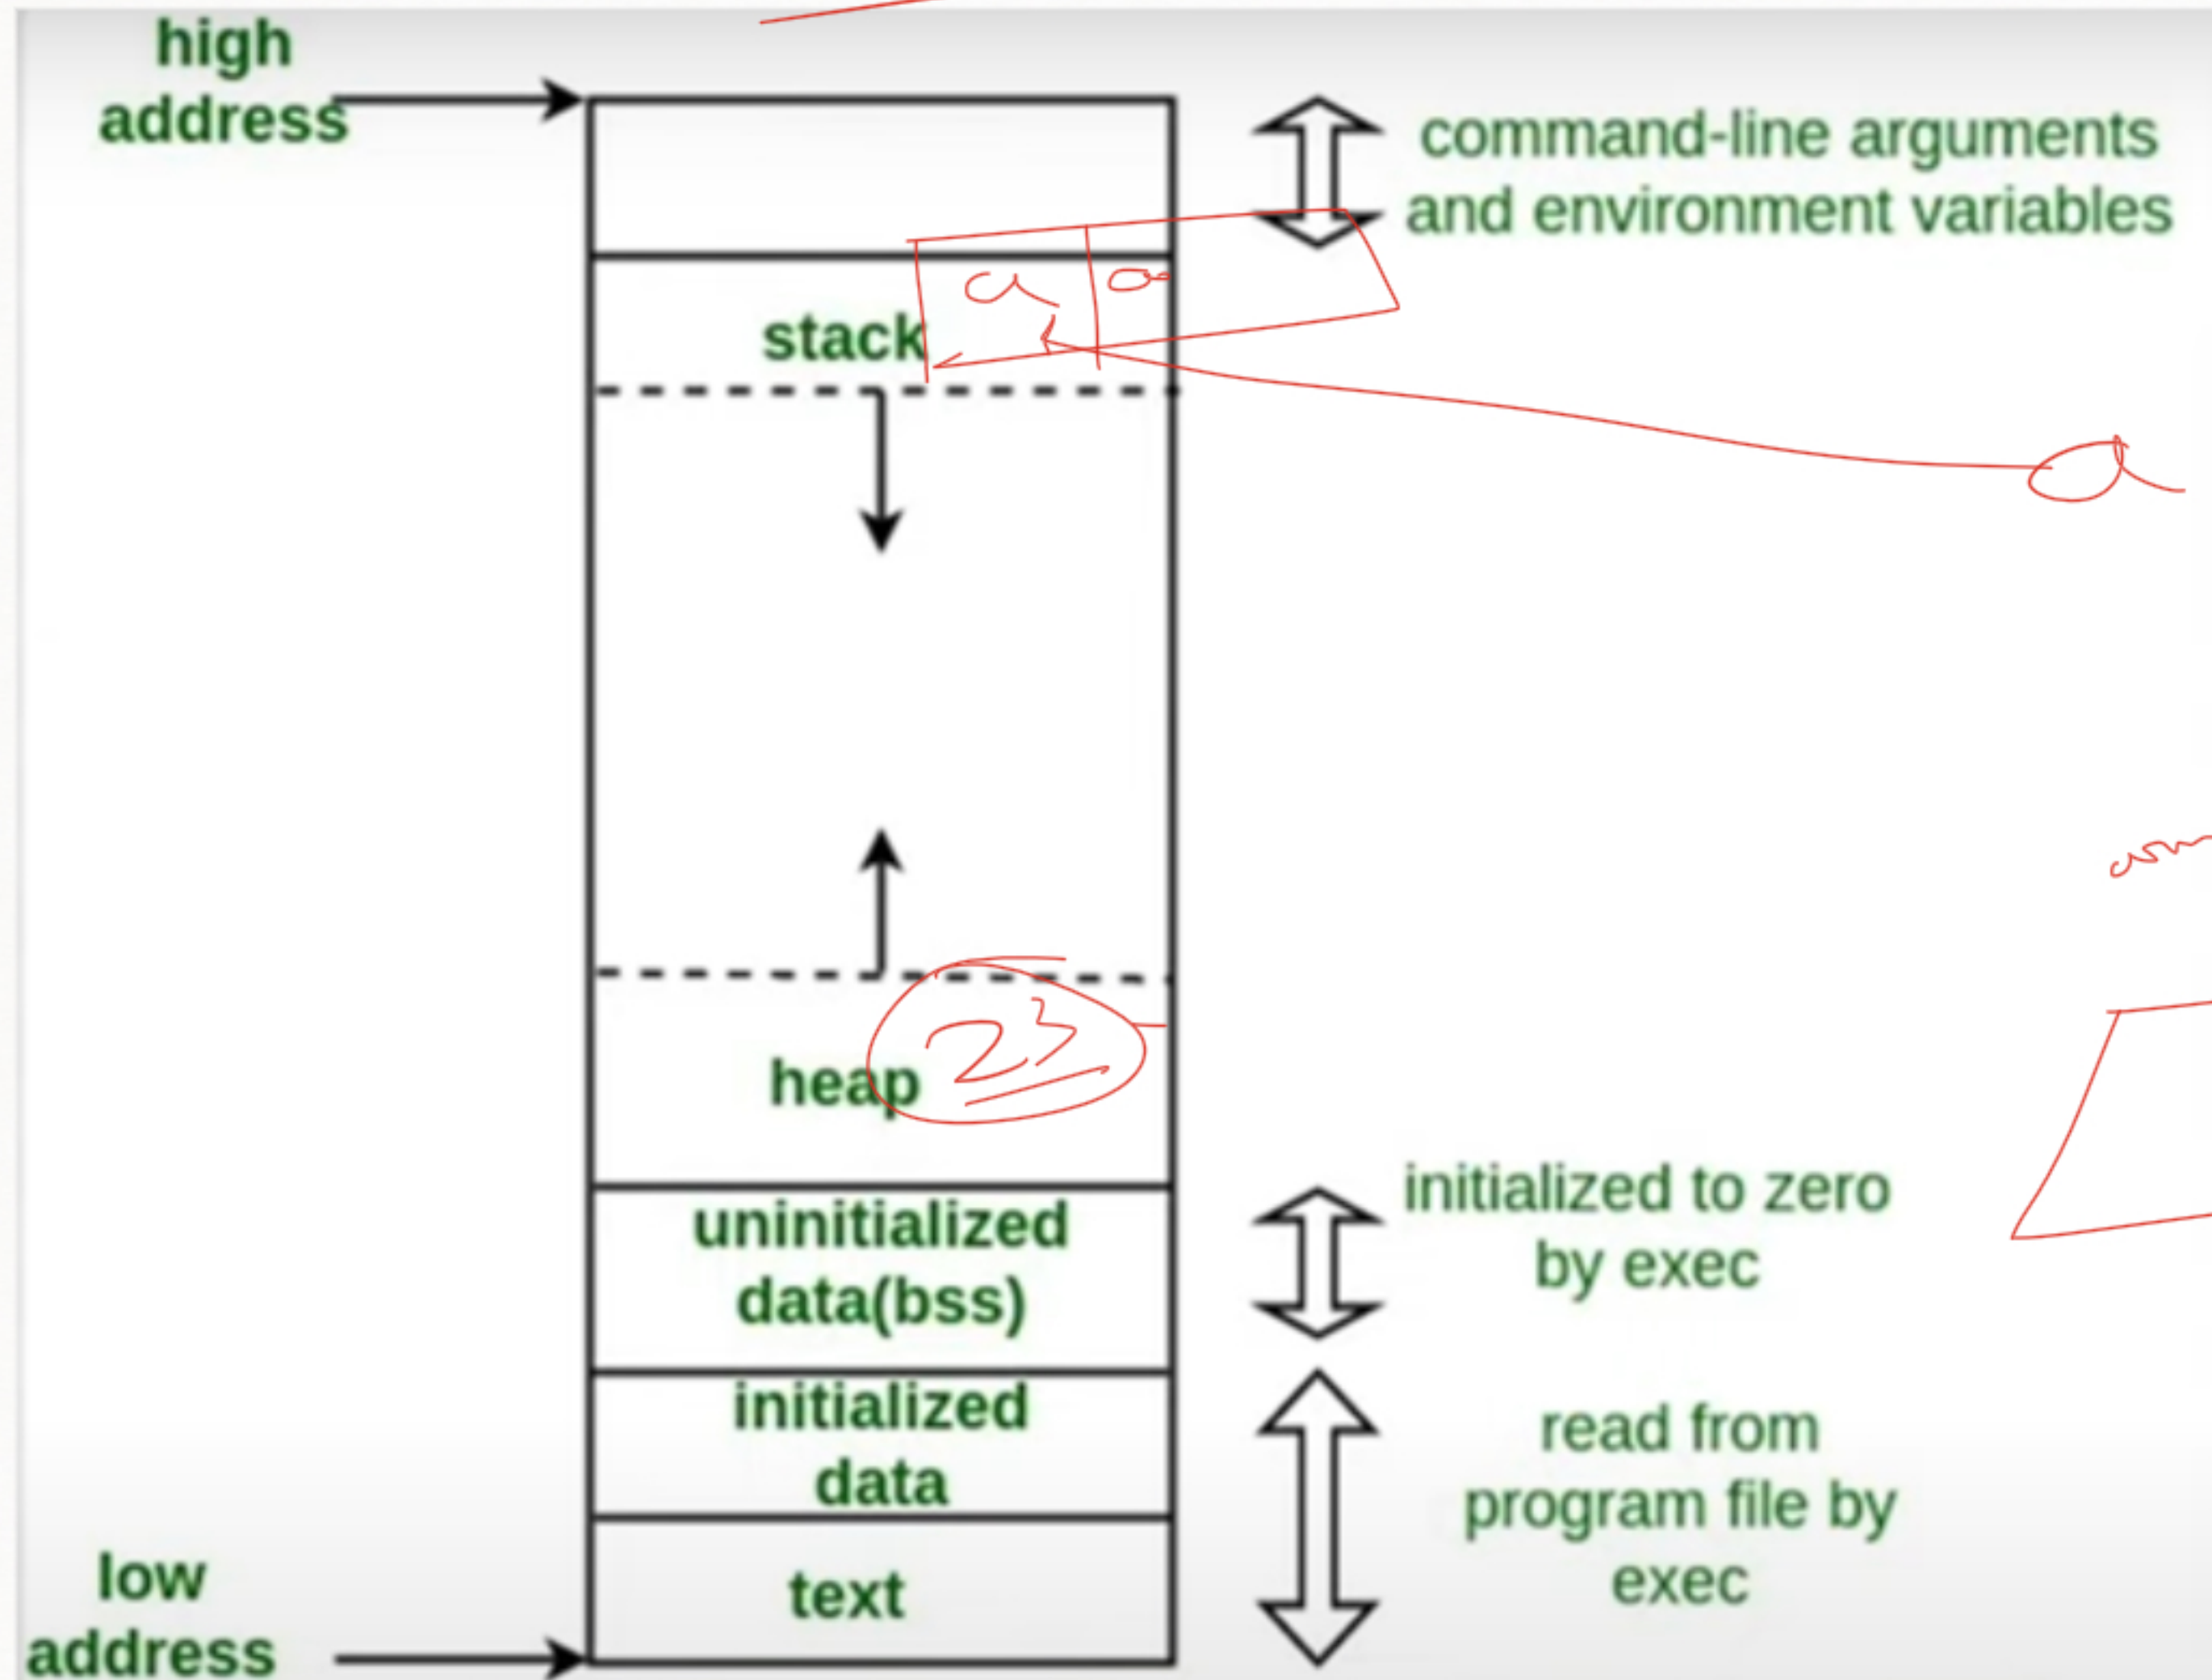 high
address
command-line arguments
and environment variables
a
stack
a
heap
23
uninitialized
data(bss)
initialized to zero
by exec
initialized
data
read from
program file by
exec
text
low
address